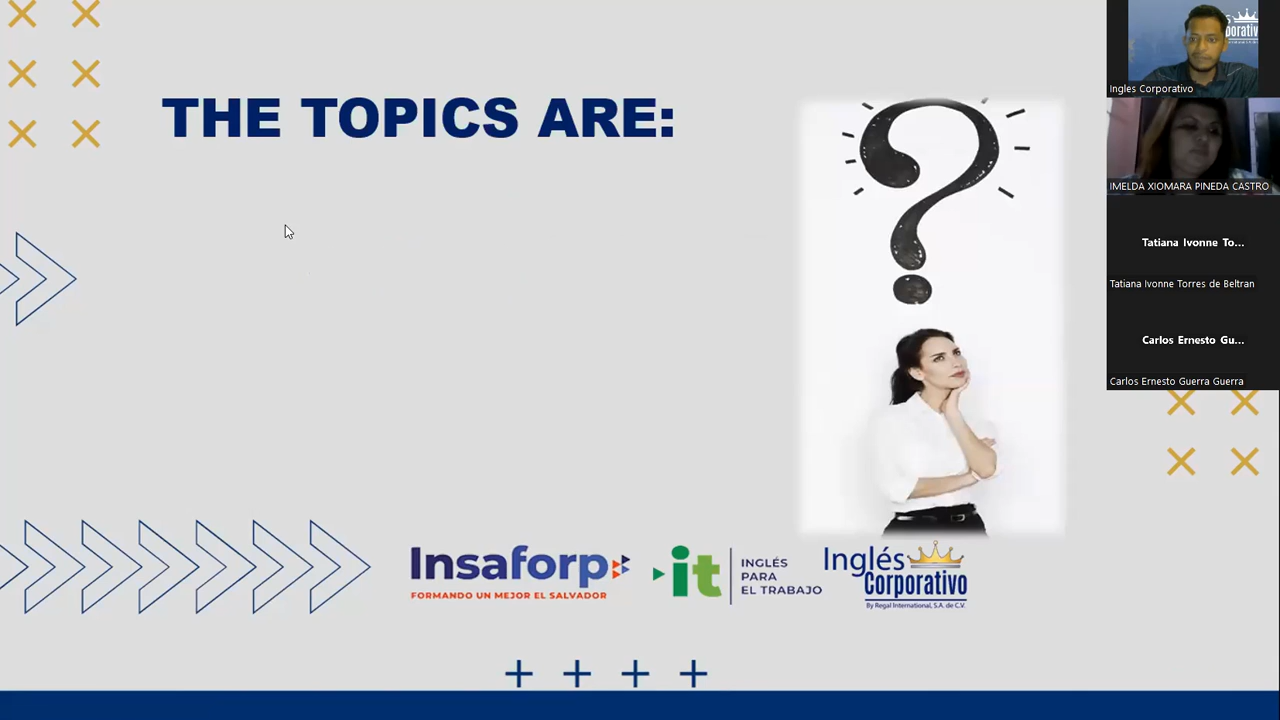 THE TOPICS ARE:
Insaforp
FORMANDO UN MEJOR EL SALVADOR
it
INGLÉS
PARA
EL TRABAJO
Inglés
Corporativo
By Regal International, S.A. de C.V.
Ingles Corporativo
IMELDA XIOMARA PINEDA CASTRO
Tatiana Ivonne To...
Tatiana Ivonne Torres de Beltran
Carlos Ernesto Gu...
Carlos Ernesto Guerra Guerra